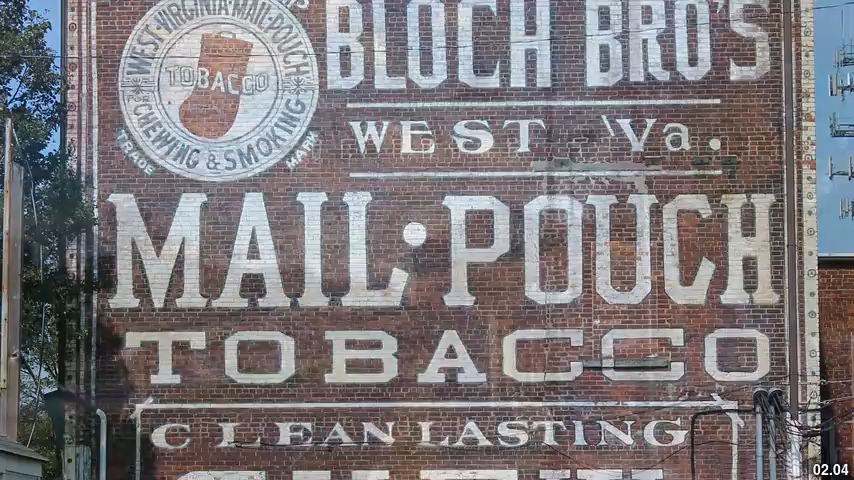 WEST·VIRGINIA·MAIL·POUCH
TOBACCO
FOR
CHEWING & SMOKING
TRADE MARK
BLOCH BRO'S
WEST Va.
MAIL·POUCH
TOBACCO
CLEAN LASTING
02.04